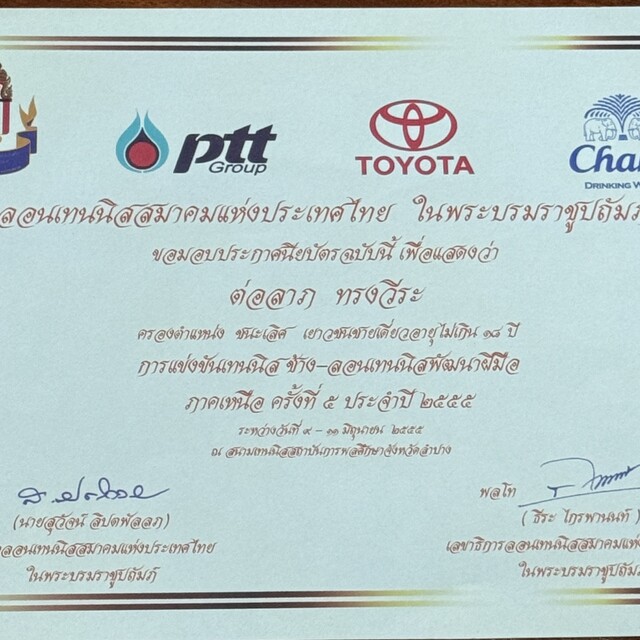 ptt
Group
TOYOTA
Cha
DRINKING W
ลอนเทนนิสสมาคมแห่งประเทศไทย ในพระบรมราชูปถัมภ์
ขอมอบประกาศนียบัตรฉบับนี้ เพื่อแสดงว่า
ต่อลาภ ทรงวีระ
ครองตำแหน่ง ชนะเลิศ เยาวชนชายเดี่ยวอายุไม่เกิน ๑๘ ปี
การแข่งขันเทนนิส ช้าง-ลอนเทนนิสพัฒนาฝีมือ
ภาคเหนือ ครั้งที่ ๕ ประจำปี ๒๕๕๕
ระหว่างวันที่ ๙ - ๑๑ มิถุนายน ๒๕๕๕
ณ สนามเทนนิสสถาบันการพลศึกษาจังหวัดลำปาง
(นายสุวัจน์ ลิปตพัลลภ)
ลอนเทนนิสสมาคมแห่งประเทศไทย
ในพระบรมราชูปถัมภ์
พลโท
( ธีระ ไกรพานนท์ )
เลขาธิการลอนเทนนิสสมาคมแห่ง
ในพระบรมราชูปถัม